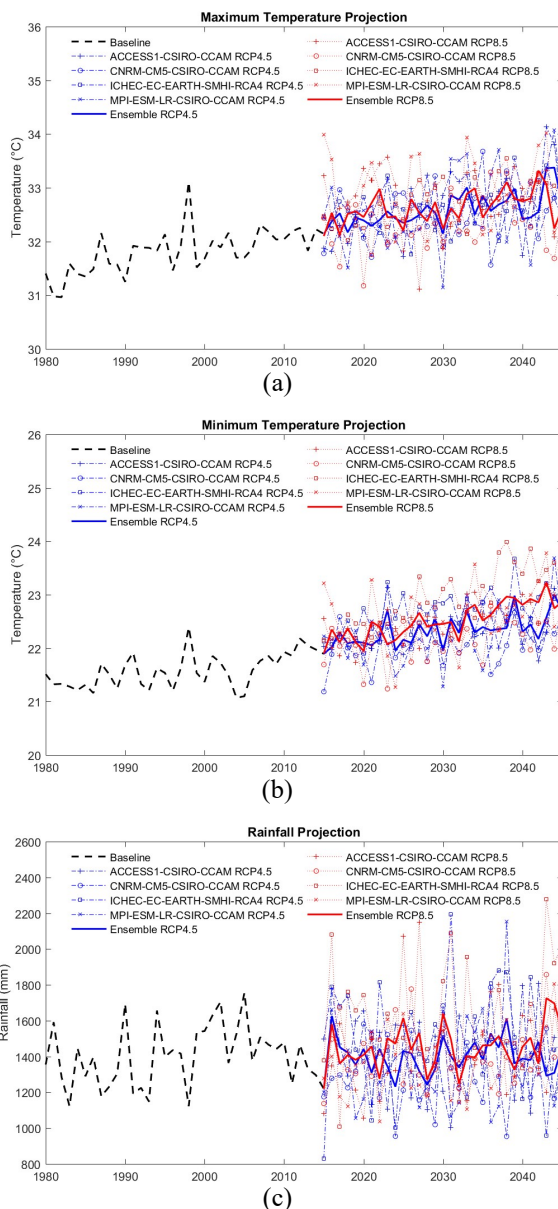 Maximum Temperature Projection
36
35
34
33
32
31
30
Temperature (°C)
Baseline
ACCESS1-CSIRO-CCAM RCP4.5
CNRM-CM5-CSIRO-CCAM RCP4.5
ICHEC-EC-EARTH-SMHI-RCA4 RCP4.5
MPI-ESM-LR-CSIRO-CCAM RCP4.5
Ensemble RCP4.5
ACCESS1-CSIRO-CCAM RCP8.5
CNRM-CM5-CSIRO-CCAM RCP8.5
ICHEC-EC-EARTH-SMHI-RCA4 RCP8.5
MPI-ESM-LR-CSIRO-CCAM RCP8.5
Ensemble RCP8.5
1980 1990 2000 2010 2020 2030 2040
(a)
Minimum Temperature Projection
26
25
24
23
22
21
20
Temperature (°C)
Baseline
ACCESS1-CSIRO-CCAM RCP4.5
CNRM-CM5-CSIRO-CCAM RCP4.5
ICHEC-EC-EARTH-SMHI-RCA4 RCP4.5
MPI-ESM-LR-CSIRO-CCAM RCP4.5
Ensemble RCP4.5
ACCESS1-CSIRO-CCAM RCP8.5
CNRM-CM5-CSIRO-CCAM RCP8.5
ICHEC-EC-EARTH-SMHI-RCA4 RCP8.5
MPI-ESM-LR-CSIRO-CCAM RCP8.5
Ensemble RCP8.5
1980 1990 2000 2010 2020 2030 2040
(b)
Rainfall Projection
2600
2400
2200
2000
1800
1600
1400
1200
1000
800
Rainfall (mm)
Baseline
ACCESS1-CSIRO-CCAM RCP4.5
CNRM-CM5-CSIRO-CCAM RCP4.5
ICHEC-EC-EARTH-SMHI-RCA4 RCP4.5
MPI-ESM-LR-CSIRO-CCAM RCP4.5
Ensemble RCP4.5
ACCESS1-CSIRO-CCAM RCP8.5
CNRM-CM5-CSIRO-CCAM RCP8.5
ICHEC-EC-EARTH-SMHI-RCA4 RCP8.5
MPI-ESM-LR-CSIRO-CCAM RCP8.5
Ensemble RCP8.5
1980 1990 2000 2010 2020 2030 2040
(c)